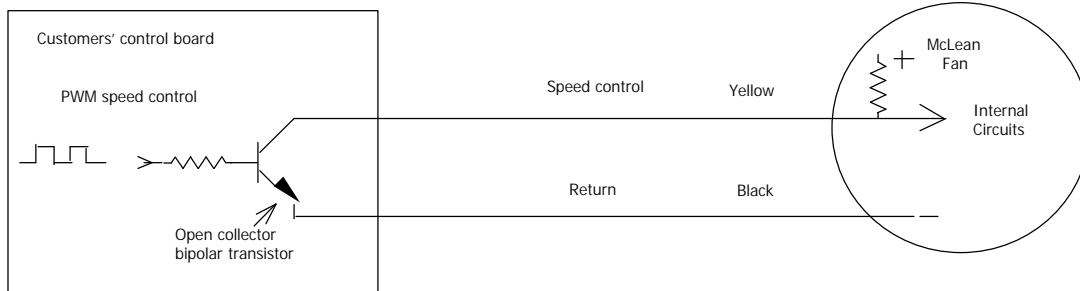 Customers' control board
McLean
Fan
PWM speed control
Speed control
Yellow
Internal
Circuits
Return
Black
Open collector
bipolar transistor